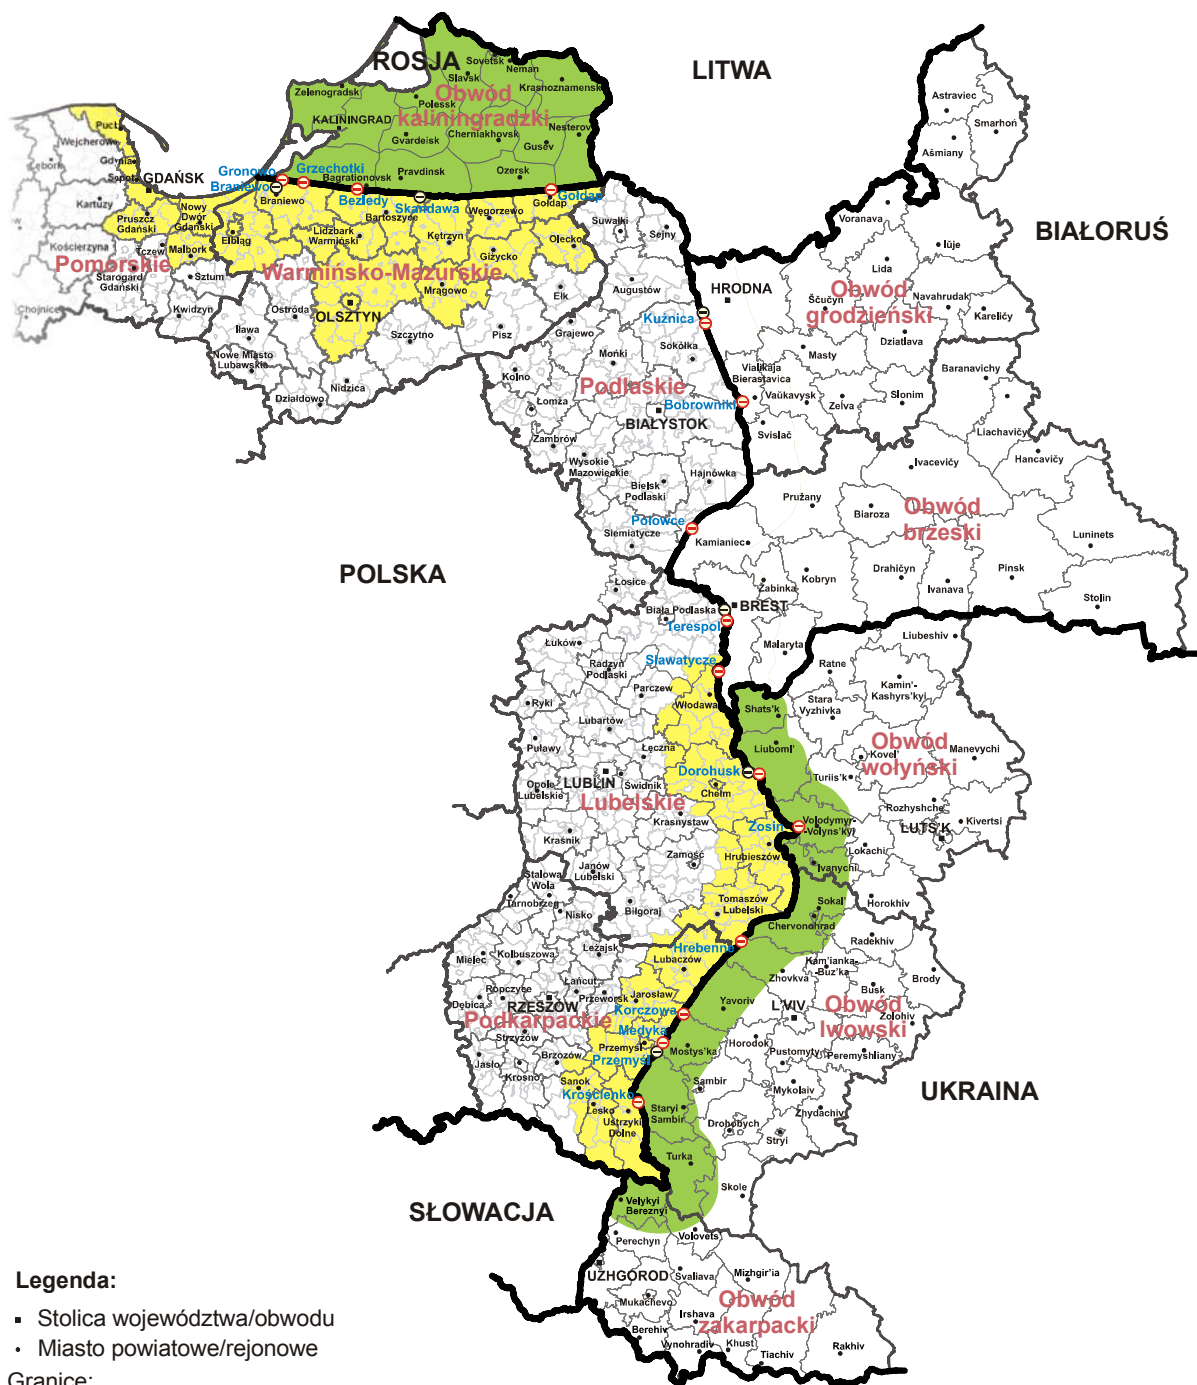 ROSJA
LITWA
BIAŁORUŚ
POLSKA
UKRAINA
SŁOWACJA
Obwód
kaliningradzki
Zelenogradsk
KALININGRAD
Polessk
Slavsk
Sovetsk
Neman
Krasnoznamensk
Gvardeisk
Cherniakhovsk
Gusev
Nesterov
Bagrationovsk
Pravdinsk
Ozersk
Gronowo
Braniewo
Grzechotki
Bezledy
Skandawa
Gołdap
Pomorskie
Puck
Wejcherowo
Lębork
Gdynia
Sopot
GDAŃSK
Kartuzy
Pruszcz
Gdański
Nowy
Dwór
Gdański
Kościerzyna
Tczew
Malbork
Starogard
Gdański
Sztum
Kwidzyn
Chojnice
Warmińsko-Mazurskie
Braniewo
Elbląg
Lidzbark
Warmiński
Bartoszyce
Kętrzyn
Węgorzewo
Gołdap
Olecko
Giżycko
Mrągowo
Ełk
Ostróda
OLSZTYN
Iława
Szczytno
Pisz
Nowe Miasto
Lubawskie
Nidzica
Działdowo
Podlaskie
Suwałki
Sejny
Augustów
Grajewo
Mońki
Sokółka
Kolno
Łomża
BIAŁYSTOK
Zambrów
Wysokie
Mazowieckie
Bielsk
Podlaski
Hajnówka
Siemiatycze
Kuźnica
Bobrowniki
Połowce
Obwód
grodzieński
Astraviec
Smarhoń
Ašmiany
Voranava
Iŭje
Lida
HRODNA
Ščučyn
Navahrudak
Kareličy
Dziatlava
Masty
Vialikaja
Bierastavica
Vaŭkavysk
Zelva
Slonim
Svislač
Obwód
brzeski
Baranavichy
Liachavičy
Hancavičy
Ivacevičy
Pružany
Biaroza
Kamianiec
Luninets
Drahičyn
Ivanava
Pinsk
Kobryn
Žabinka
Stolin
BREST
Malaryta
Lubelskie
Łosice
Biała Podlaska
Terespol
Łuków
Radzyń
Podlaski
Sławatycze
Parczew
Włodawa
Ryki
Lubartów
Puławy
Łęczna
LUBLIN
Świdnik
Dorohusk
Chełm
Opole
Lubelskie
Krasnystaw
Zosin
Kraśnik
Hrubieszów
Janów
Lubelski
Zamość
Biłgoraj
Tomaszów
Lubelski
Hrebenne
Podkarpackie
Stalowa
Wola
Tarnobrzeg
Nisko
Mielec
Kolbuszowa
Leżajsk
Lubaczów
Ropczyce
Łańcut
Dębica
RZESZÓW
Przeworsk
Jarosław
Korczowa
Medyka
Strzyżów
Przemyśl
Przemyśl
Jasło
Brzozów
Krosno
Sanok
Krościenko
Lesko
Ustrzyki
Dolne
Obwód
wołyński
Liubeshiv
Ratne
Kamin'-
Kashyrs'kyj
Stara
Vyzhivka
Shats'k
Liuboml'
Kovel'
Manevychi
Turiis'k
Rozhyshche
Kivertsi
LUTS'K
Volodymyr-
Volyns'kyi
Lokachi
Ivanychi
Horokhiv
Obwód
lwowski
Sokal'
Chervonohrad
Radekhiv
Kam'ianka-
Buz'ka
Zhovkva
Busk
Brody
Yavoriv
L'VIV
Zolohiv
Horodok
Pustomyty
Peremyshliany
Mostys'ka
Sambir
Mykolaiv
Zhydachiv
Staryi
Sambir
Drohobych
Stryi
Turka
Skole
Obwód
zakarpacki
Velykyi
Bereznyi
Perechyn
Volovets
UZHGOROD
Svaliava
Mizhgir'ia
Mukachevo
Irshava
Berehiv
Vynohradiv
Khust
Tiachiv
Rakhiv
Legenda:
Stolica województwa/obwodu
Miasto powiatowe/rejonowe
Granice: